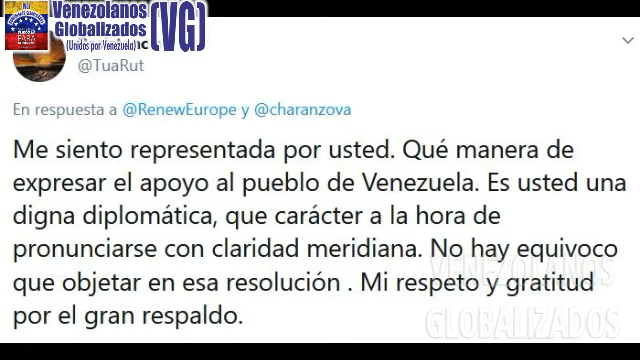 Venezolanos
Globalizados
(Unidos por Venezuela)
(VG)
@TuaRut
En respuesta a @RenewEurope y @charanzova
Me siento representada por usted. Qué manera de
expresar el apoyo al pueblo de Venezuela. Es usted una
digna diplomática, que carácter a la hora de
pronunciarse con claridad meridiana. No hay equivoco
que objetar en esa resolución . Mi respeto y gratitud
por el gran respaldo.
VENEZOLANOS
GLOBALIZADOS